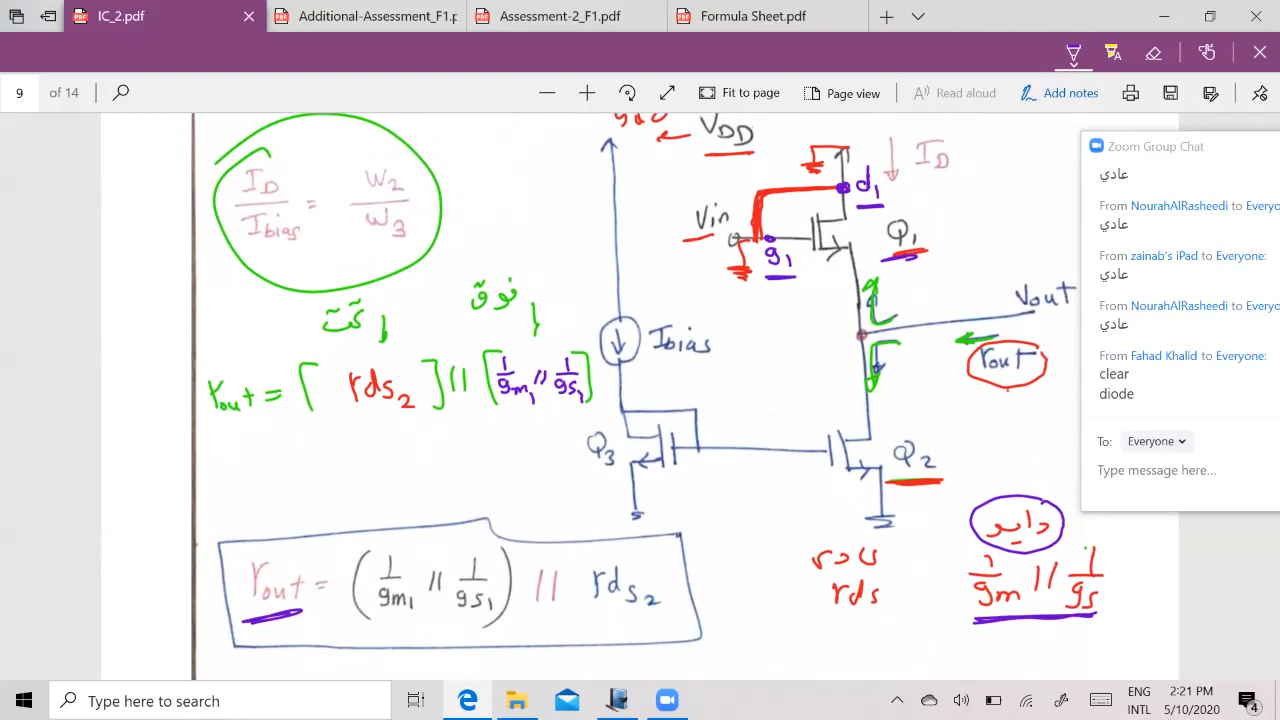 IC_2.pdf
Additional-Assessment_F1.p
Assessment-2_F1.pdf
Formula Sheet.pdf
9 of 14
Fit to page
Page view
Read aloud
Add notes
VDD
ID
d1
Vin
g1
Q1
ID / Ibias = W2 / W3
فوق
تحت
Vout
rout
Ibias
rout = [ rds2 ] // [ 1/gm1 // 1/gs1 ]
Q3
Q2
rout = ( 1/gm1 // 1/gs1 ) // rds2
rds
دايود
1/gm // 1/gs
Zoom Group Chat
عادي
From NourahAlRasheedi to Everyo
عادي
From zainab's iPad to Everyone:
عادي
From NourahAlRasheedi to Everyo
عادي
From Fahad Khalid to Everyone:
clear
diode
To: Everyone
Type message here...
Type here to search
ENG
INTL
2:21 PM
5/10/2020
4